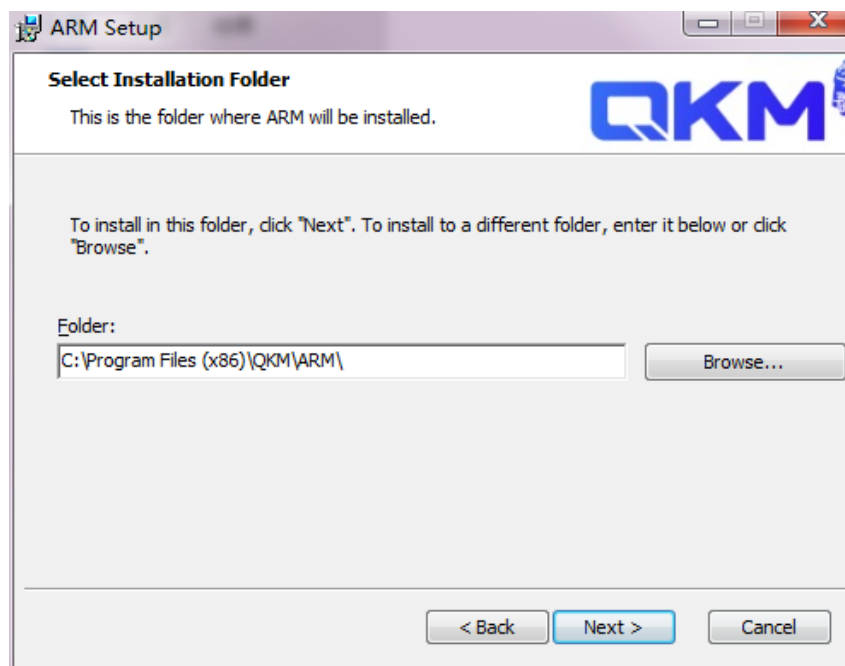 ARM Setup
Select Installation Folder
This is the folder where ARM will be installed.
QKM
To install in this folder, click "Next". To install to a different folder, enter it below or click
"Browse".
Folder:
C:\Program Files (x86)\QKM\ARM\
Browse...
< Back
Next >
Cancel